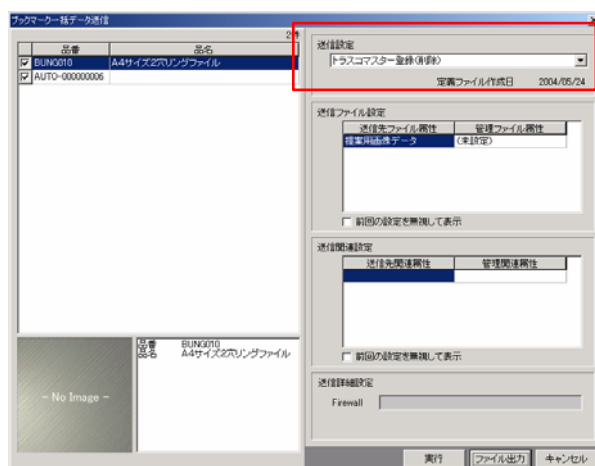 ブックマーク一括データ送信
2件
品番 品名
BUNG010 A4サイズ2穴リングファイル
AUTO-000000006
品番 BUNG010
品名 A4サイズ2穴リングファイル
- No Image -
送信設定
トラスコマスター登録(削除)
定義ファイル作成日 2004/05/24
送信ファイル設定
送信先ファイル属性 管理ファイル属性
提案用画像データ (未設定)
前回の設定を無視して表示
送信関連設定
送信先関連属性 管理関連属性
前回の設定を無視して表示
送信詳細設定
Firewall
実行 ファイル出力 キャンセル